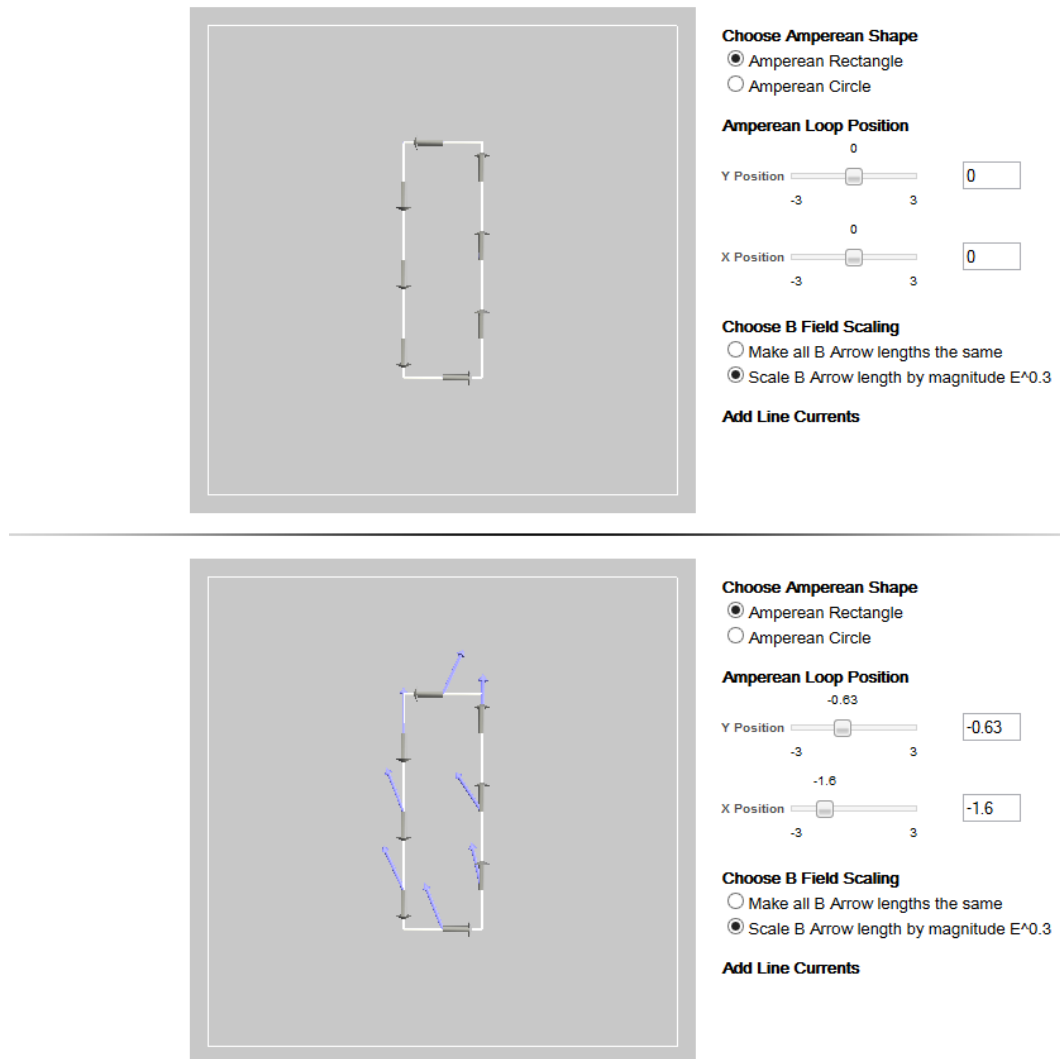 Choose Amperean Shape
Amperean Rectangle
Amperean Circle
Amperean Loop Position
0
Y Position
0
-3
3
0
X Position
0
-3
3
Choose B Field Scaling
Make all B Arrow lengths the same
Scale B Arrow length by magnitude E^0.3
Add Line Currents
Choose Amperean Shape
Amperean Rectangle
Amperean Circle
Amperean Loop Position
-0.63
Y Position
-0.63
-3
3
-1.6
X Position
-1.6
-3
3
Choose B Field Scaling
Make all B Arrow lengths the same
Scale B Arrow length by magnitude E^0.3
Add Line Currents